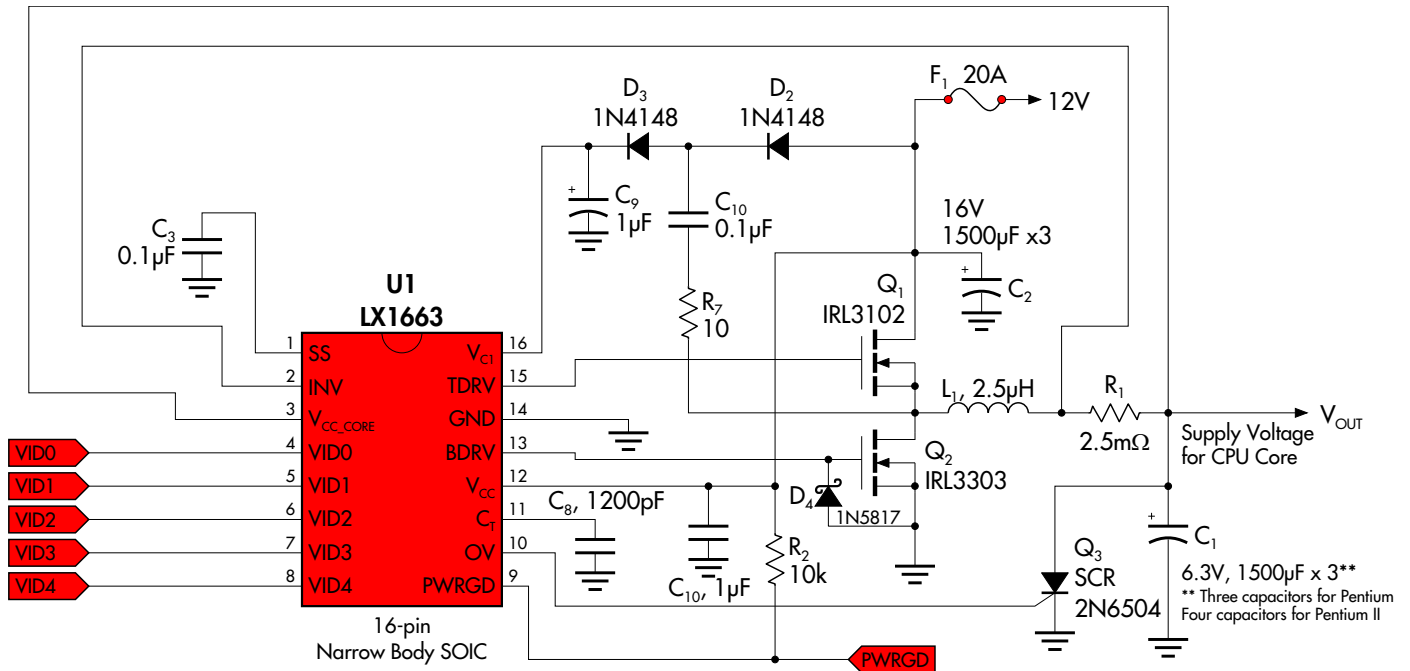 F₁ 20A
12V
D₃
1N4148
D₂
1N4148
C₃
0.1µF
C₉
1µF
C₁₀
0.1µF
16V
1500µF x3
C₂
R₇
10
Q₁
IRL3102
U1
LX1663
1 SS
2 INV
3 V_CC_CORE
4 VID0
5 VID1
6 VID2
7 VID3
8 VID4
V_C1 16
TDRV 15
GND 14
BDRV 13
V_CC 12
C_T 11
OV 10
PWRGD 9
VID0
VID1
VID2
VID3
VID4
16-pin
Narrow Body SOIC
L₁, 2.5µH
R₁
2.5mΩ
V_OUT
Supply Voltage
for CPU Core
Q₂
IRL3303
D₄
1N5817
C₈, 1200pF
C₁₀, 1µF
R₂
10k
Q₃
SCR
2N6504
C₁
6.3V, 1500µF x 3**
** Three capacitors for Pentium
Four capacitors for Pentium II
PWRGD